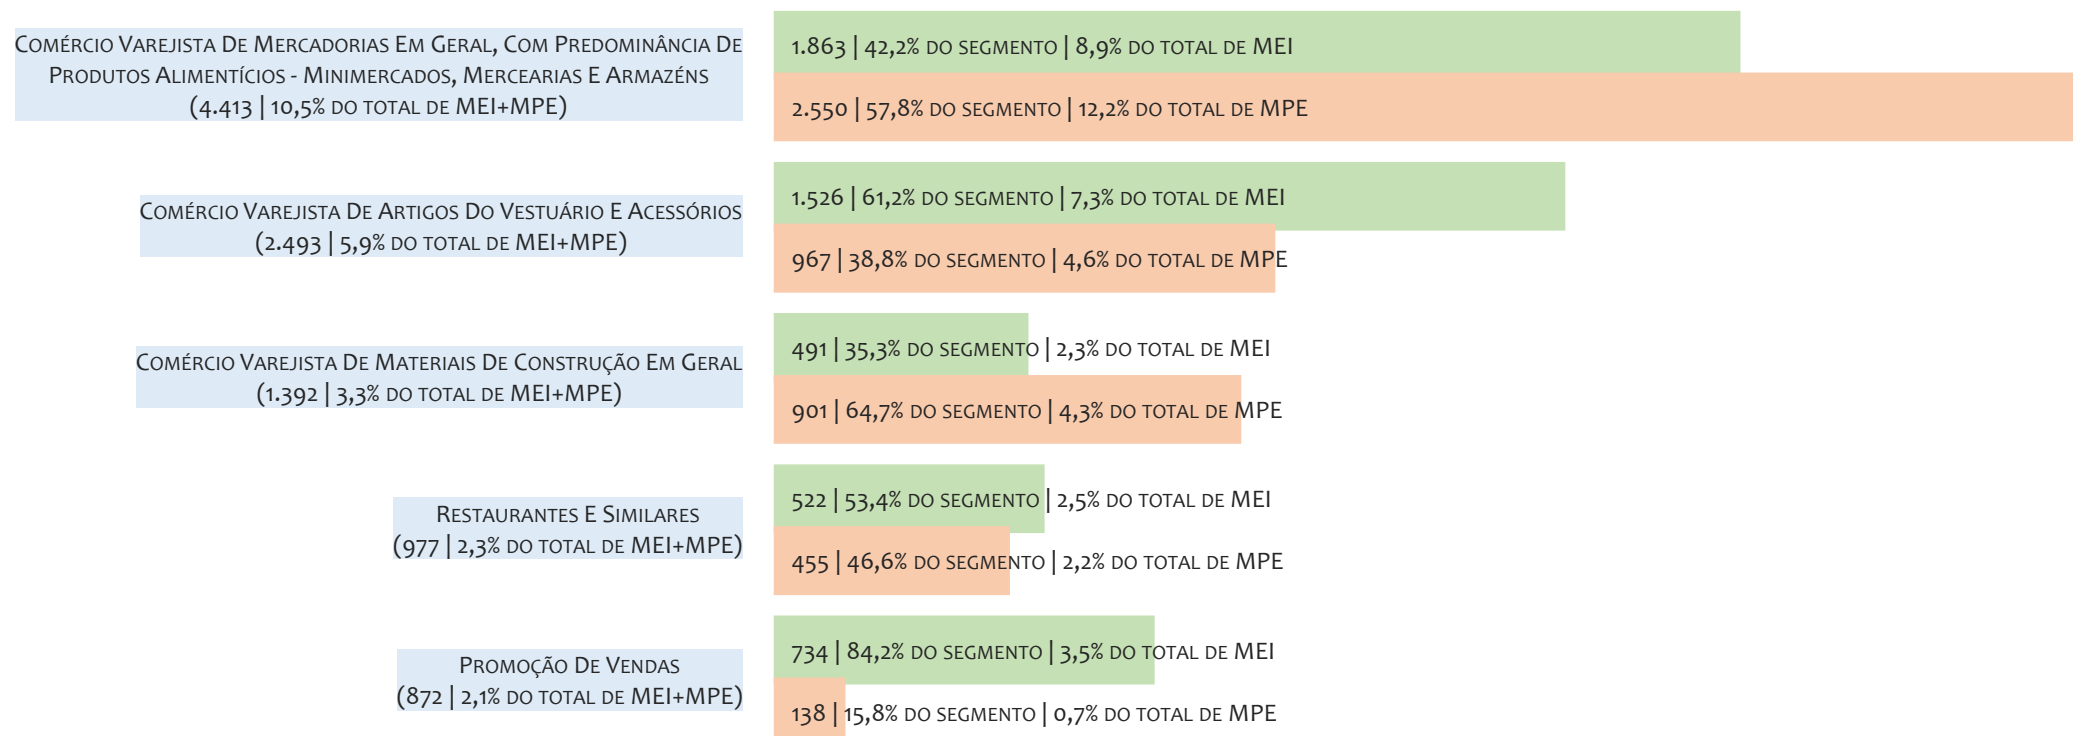 Comércio Varejista De Mercadorias Em Geral, Com Predominância De
Produtos Alimentícios - Minimercados, Mercearias E Armazéns
(4.413 | 10,5% do total de MEI+MPE)
1.863 | 42,2% do segmento | 8,9% do total de MEI
2.550 | 57,8% do segmento | 12,2% do total de MPE
Comércio Varejista De Artigos Do Vestuário E Acessórios
(2.493 | 5,9% do total de MEI+MPE)
1.526 | 61,2% do segmento | 7,3% do total de MEI
967 | 38,8% do segmento | 4,6% do total de MPE
Comércio Varejista De Materiais De Construção Em Geral
(1.392 | 3,3% do total de MEI+MPE)
491 | 35,3% do segmento | 2,3% do total de MEI
901 | 64,7% do segmento | 4,3% do total de MPE
Restaurantes E Similares
(977 | 2,3% do total de MEI+MPE)
522 | 53,4% do segmento | 2,5% do total de MEI
455 | 46,6% do segmento | 2,2% do total de MPE
Promoção De Vendas
(872 | 2,1% do total de MEI+MPE)
734 | 84,2% do segmento | 3,5% do total de MEI
138 | 15,8% do segmento | 0,7% do total de MPE